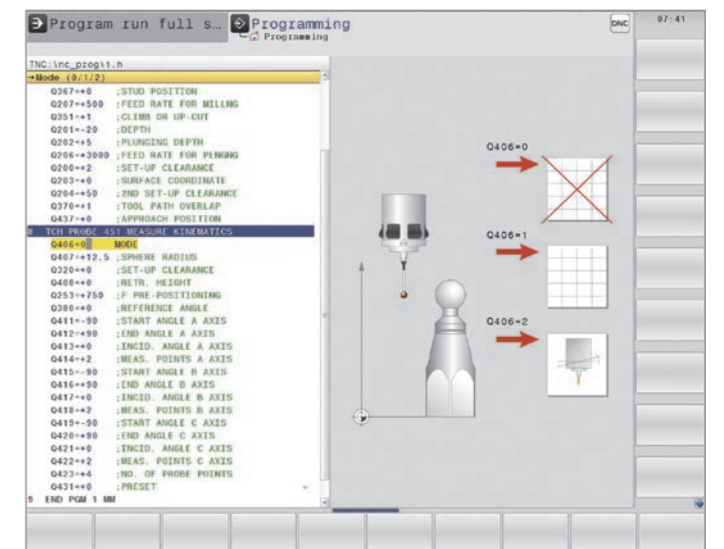 Program run full s... Programming DNC 07:41
Programming
TNC:\nc_prog\1.h
→Mode (0/1/2)
Q367=+0 ;STUD POSITION
Q207=+500 ;FEED RATE FOR MILLNG
Q351=+1 ;CLIMB OR UP-CUT
Q201=-20 ;DEPTH
Q202=+5 ;PLUNGING DEPTH
Q206=+3000 ;FEED RATE FOR PLNGNG
Q200=+2 ;SET-UP CLEARANCE
Q203=+0 ;SURFACE COORDINATE
Q204=+50 ;2ND SET-UP CLEARANCE
Q370=+1 ;TOOL PATH OVERLAP
Q437=+0 ;APPROACH POSITION
8 TCH PROBE 451 MEASURE KINEMATICS
Q406=0 MODE
Q407=+12.5 ;SPHERE RADIUS
Q320=+0 ;SET-UP CLEARANCE
Q408=+0 ;RETR. HEIGHT
Q253=+750 ;F PRE-POSITIONING
Q380=+0 ;REFERENCE ANGLE
Q411=-90 ;START ANGLE A AXIS
Q412=+90 ;END ANGLE A AXIS
Q413=+0 ;INCID. ANGLE A AXIS
Q414=+2 ;MEAS. POINTS A AXIS
Q415=-90 ;START ANGLE B AXIS
Q416=+90 ;END ANGLE B AXIS
Q417=+0 ;INCID. ANGLE B AXIS
Q418=+2 ;MEAS. POINTS B AXIS
Q419=-90 ;START ANGLE C AXIS
Q420=+90 ;END ANGLE C AXIS
Q421=+0 ;INCID. ANGLE C AXIS
Q422=+2 ;MEAS. POINTS C AXIS
Q423=+4 ;NO. OF PROBE POINTS
Q431=+0 ;PRESET
9 END PGM 1 MM
Q406=0
Q406=1
Q406=2